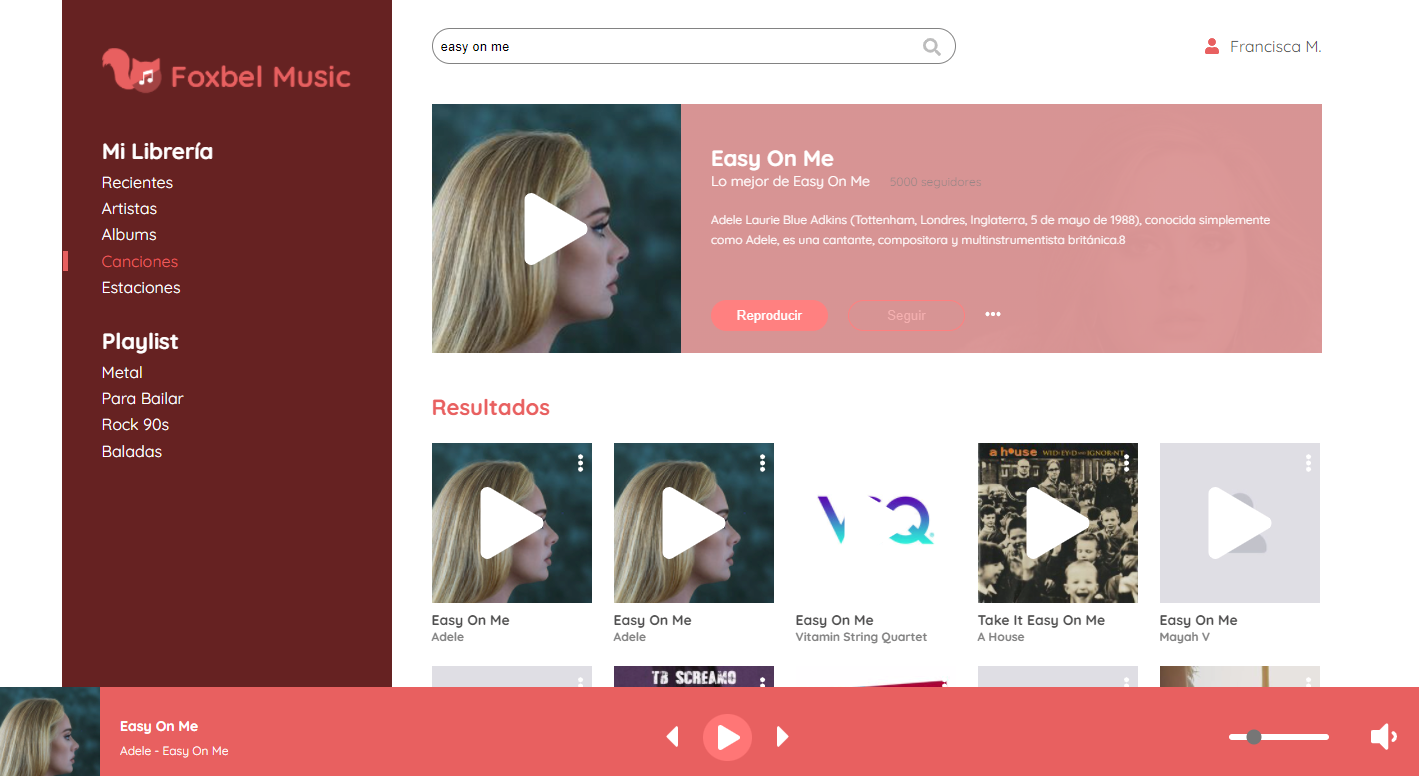 easy on me
Francisca M.
Foxbel Music
Mi Librería
Recientes
Artistas
Albums
Canciones
Estaciones
Playlist
Metal
Para Bailar
Rock 90s
Baladas
Easy On Me
Lo mejor de Easy On Me 5000 seguidores
Adele Laurie Blue Adkins (Tottenham, Londres, Inglaterra, 5 de mayo de 1988), conocida simplemente
como Adele, es una cantante, compositora y multinstrumentista británica.8
Reproducir Seguir
Resultados
a house WID-EY-D AND IGNOR-NT
Easy On Me
Adele
Easy On Me
Adele
Easy On Me
Vitamin String Quartet
Take It Easy On Me
A House
Easy On Me
Mayah V
SCREAMO
Easy On Me
Adele - Easy On Me